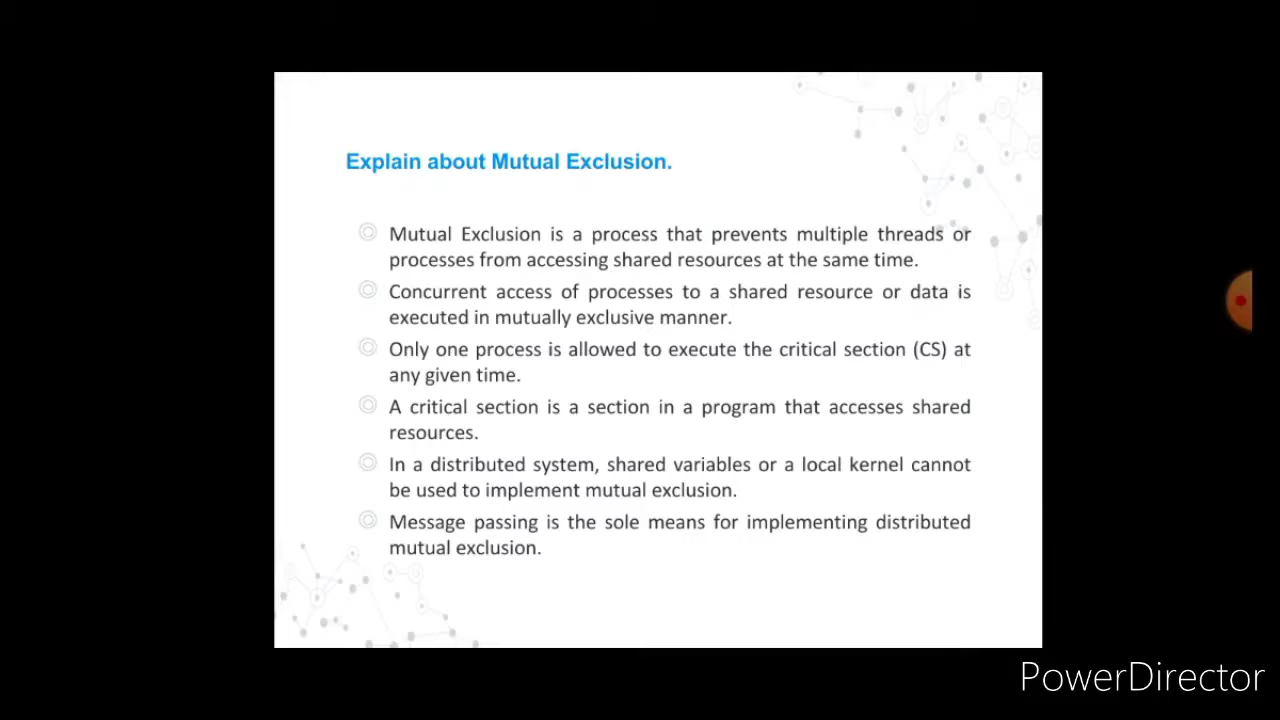 Explain about Mutual Exclusion.
Mutual Exclusion is a process that prevents multiple threads or
processes from accessing shared resources at the same time.
Concurrent access of processes to a shared resource or data is
executed in mutually exclusive manner.
Only one process is allowed to execute the critical section (CS) at
any given time.
A critical section is a section in a program that accesses shared
resources.
In a distributed system, shared variables or a local kernel cannot
be used to implement mutual exclusion.
Message passing is the sole means for implementing distributed
mutual exclusion.
PowerDirector